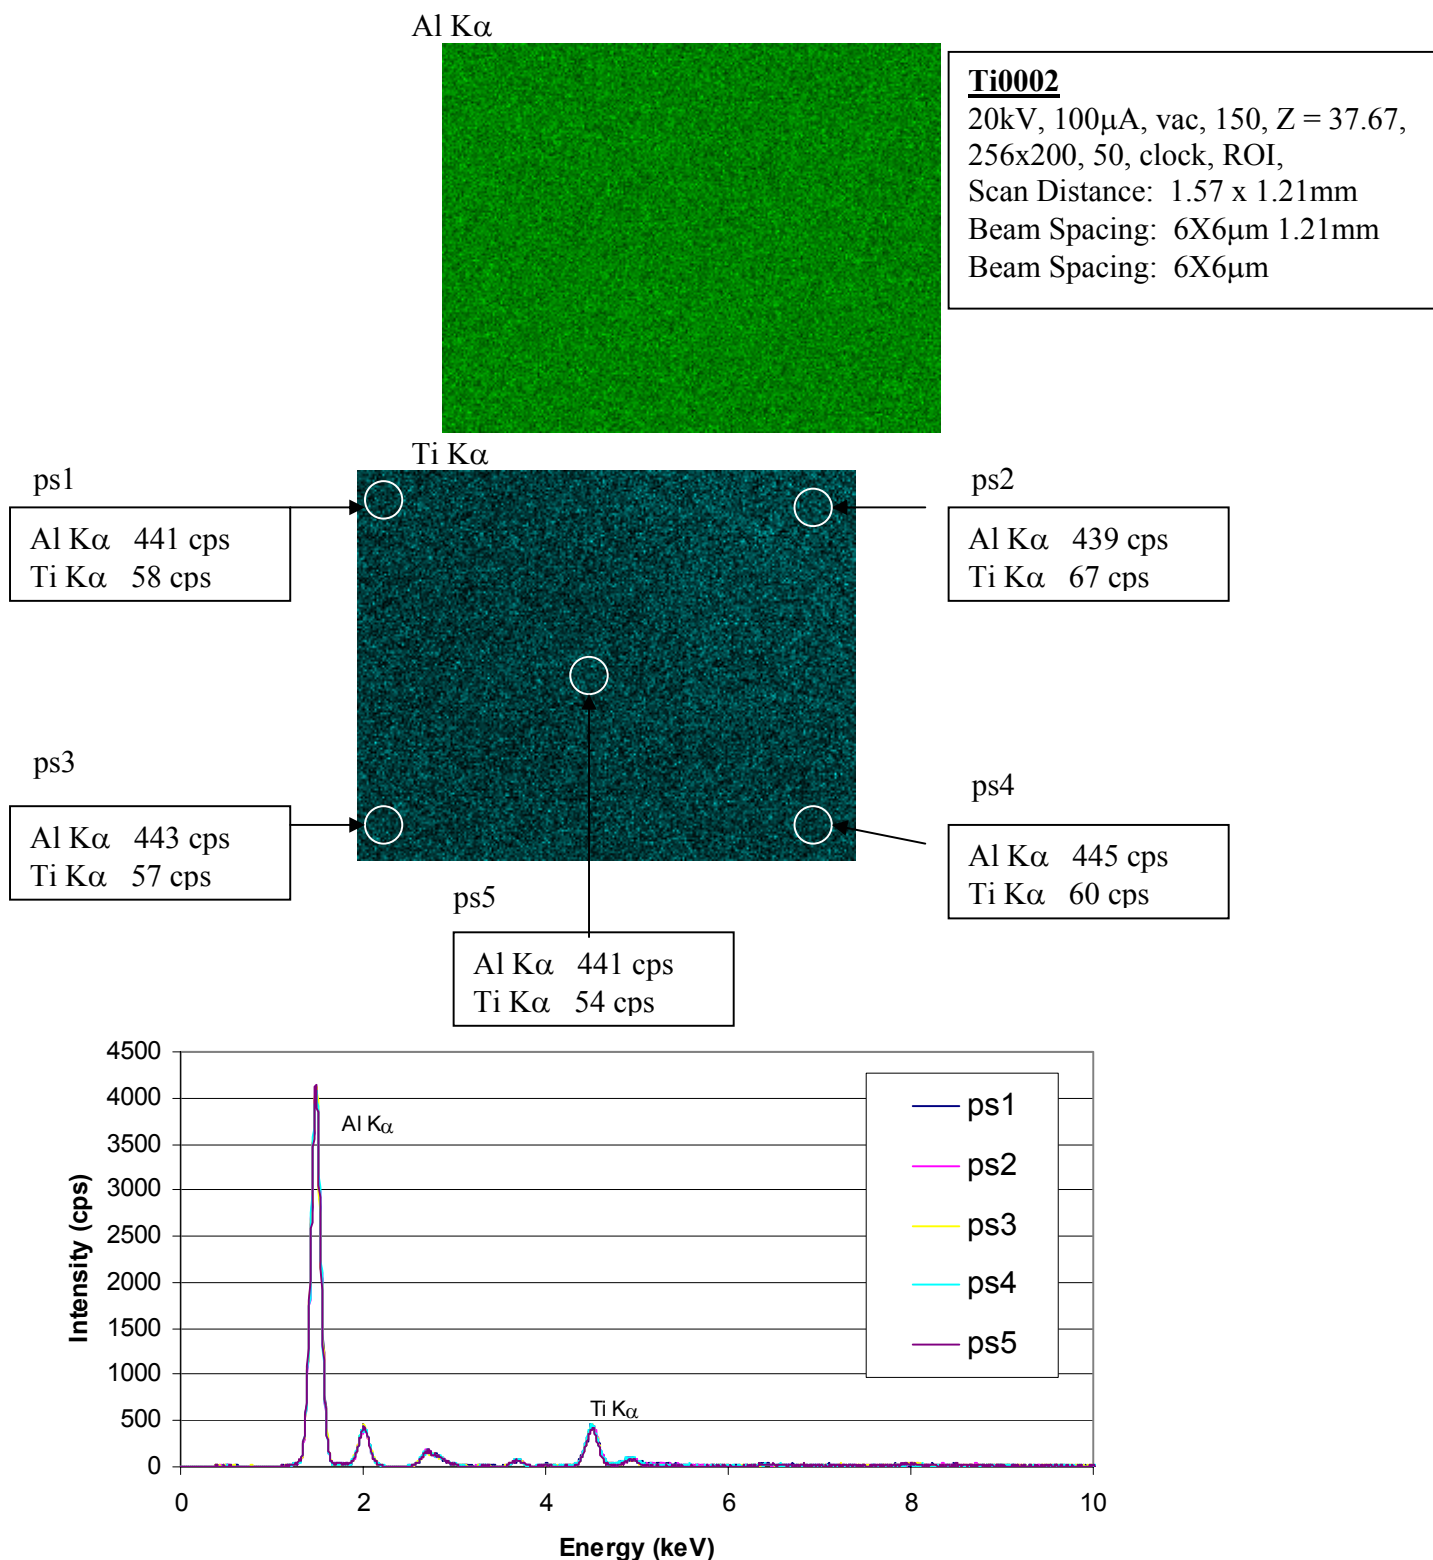 Al Kα
Ti0002
20kV, 100μA, vac, 150, Z = 37.67,
256x200, 50, clock, ROI,
Scan Distance: 1.57 x 1.21mm
Beam Spacing: 6X6μm 1.21mm
Beam Spacing: 6X6μm
Ti Kα
ps1
Al Kα 441 cps
Ti Kα 58 cps
ps2
Al Kα 439 cps
Ti Kα 67 cps
ps3
Al Kα 443 cps
Ti Kα 57 cps
ps4
Al Kα 445 cps
Ti Kα 60 cps
ps5
Al Kα 441 cps
Ti Kα 54 cps
4500
4000
3500
3000
2500
2000
1500
1000
500
0
Intensity (cps)
Al Kα
Ti Kα
ps1
ps2
ps3
ps4
ps5
0 2 4 6 8 10
Energy (keV)